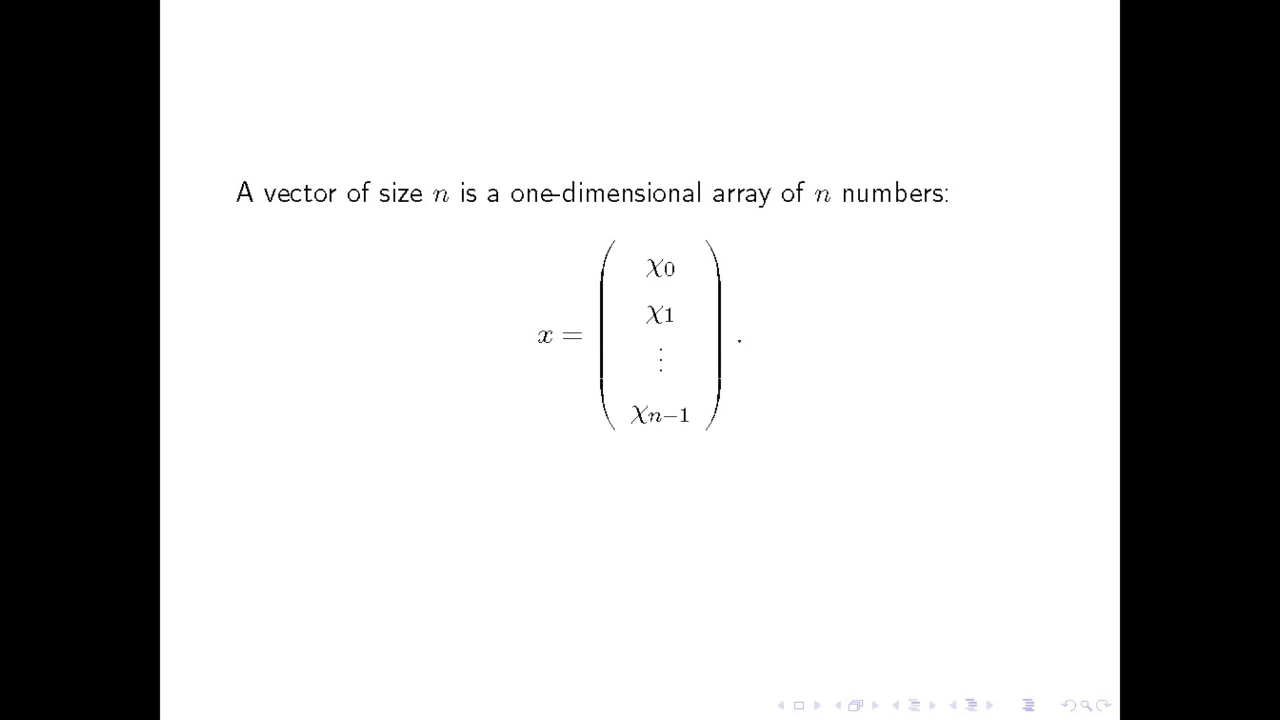 A vector of size n is a one-dimensional array of n numbers:
χ0
χ1
x = ( ⋮ ) .
χn−1